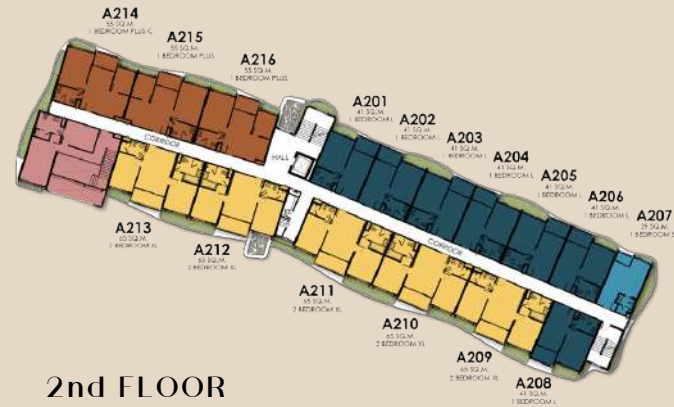 A214
55 SQ.M.
1 BEDROOM PLUS C
A215
55 SQ.M.
1 BEDROOM PLUS
A216
55 SQ.M.
1 BEDROOM PLUS
A201
41 SQ.M.
1 BEDROOM L
A202
41 SQ.M.
1 BEDROOM L
A203
41 SQ.M.
1 BEDROOM L
A204
41 SQ.M.
1 BEDROOM L
A205
41 SQ.M.
1 BEDROOM L
A206
41 SQ.M.
1 BEDROOM L
A207
29 SQ.M.
1 BEDROOM S
CORRIDOR
HALL
CORRIDOR
A213
65 SQ.M.
2 BEDROOM XL
A212
65 SQ.M.
2 BEDROOM XL
A211
65 SQ.M.
2 BEDROOM XL
A210
65 SQ.M.
2 BEDROOM XL
A209
65 SQ.M.
2 BEDROOM XL
A208
41 SQ.M.
1 BEDROOM L
2nd FLOOR